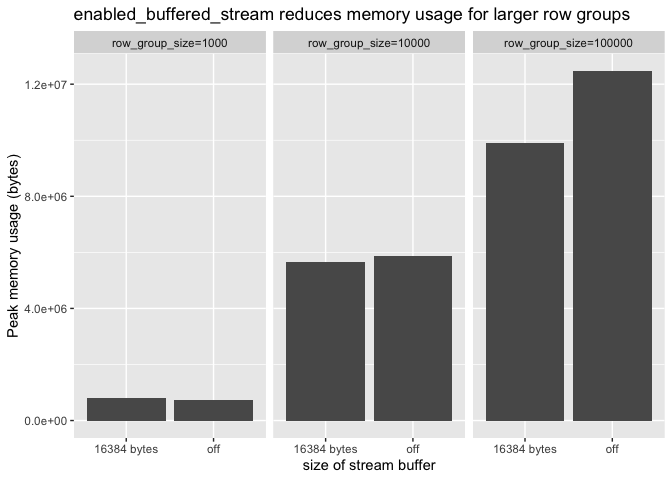 enabled_buffered_stream reduces memory usage for larger row groups
row_group_size=1000
row_group_size=10000
row_group_size=100000
Peak memory usage (bytes)
1.2e+07
8.0e+06
4.0e+06
0.0e+00
16384 bytes
off
16384 bytes
off
16384 bytes
off
size of stream buffer